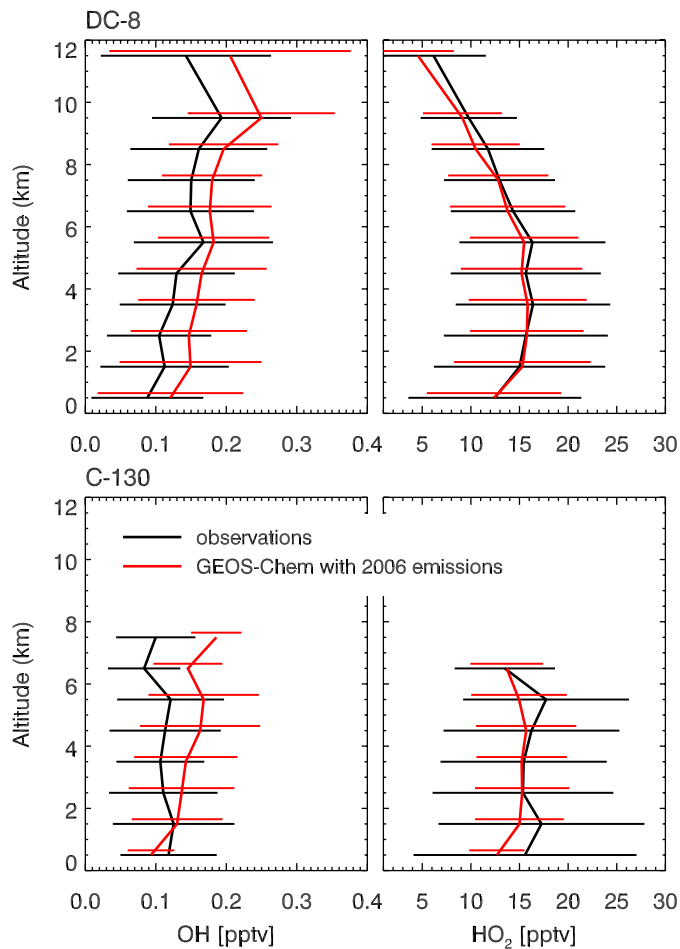 DC-8
12
10
8
6
4
2
0
Altitude (km)
0.0 0.1 0.2 0.3 0.4
5 10 15 20 25 30
C-130
observations
GEOS-Chem with 2006 emissions
12
10
8
6
4
2
0
Altitude (km)
0.0 0.1 0.2 0.3 0.4
5 10 15 20 25 30
OH [pptv]
HO₂ [pptv]